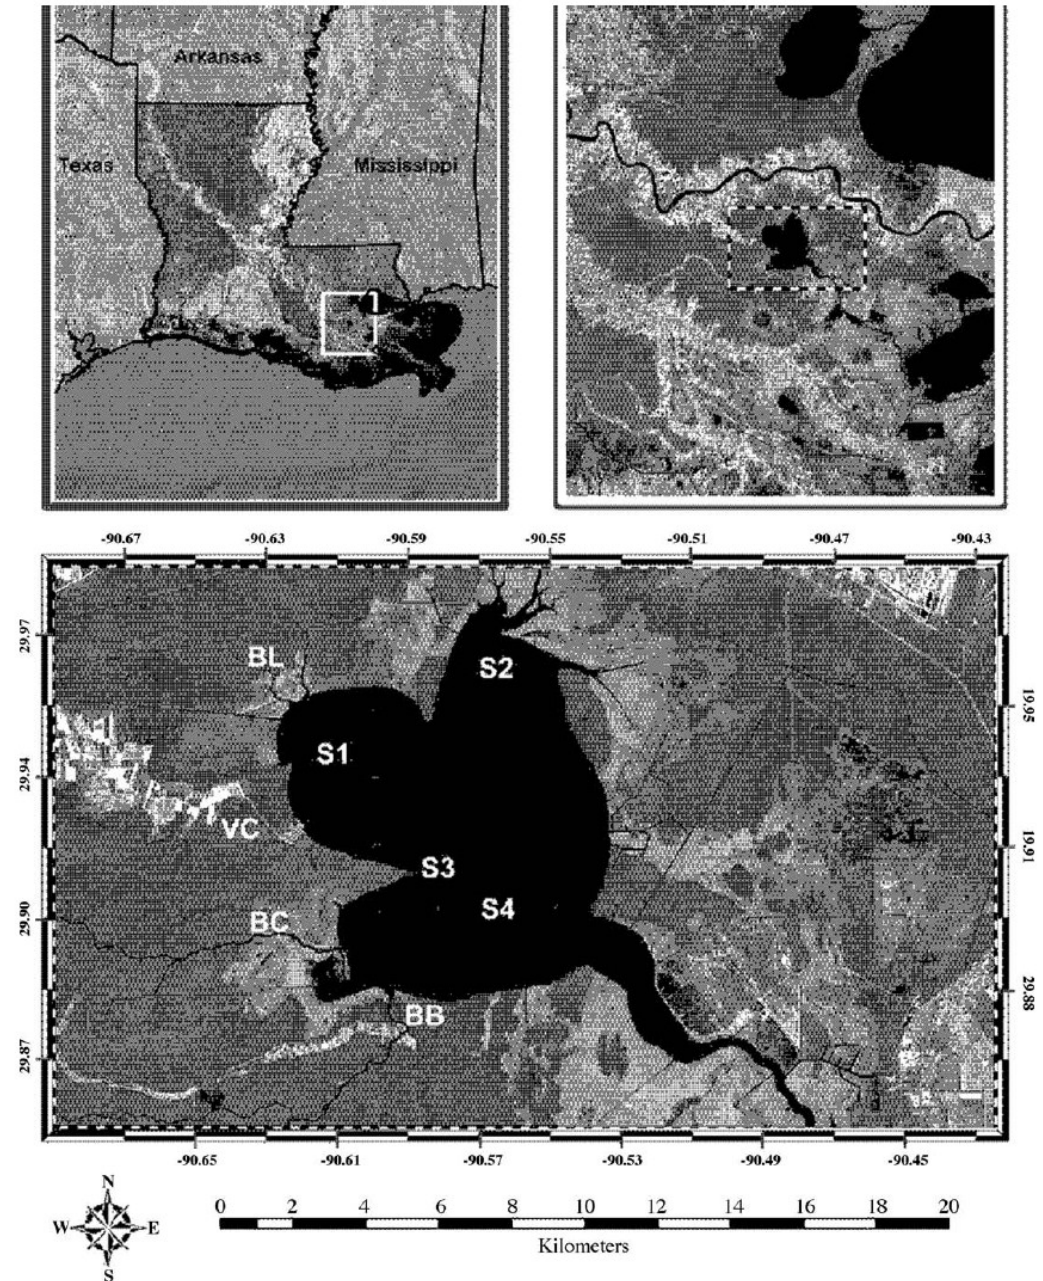 Arkansas
Texas
Mississippi
-90.67 -90.63 -90.59 -90.55 -90.51 -90.47 -90.43
29.97
BL
S2
19.95
S1
29.94
VC
19.91
S3
S4
29.90
BC
29.88
BB
29.87
-90.65 -90.61 -90.57 -90.53 -90.49 -90.45
N
W E
S
0 2 4 6 8 10 12 14 16 18 20
Kilometers